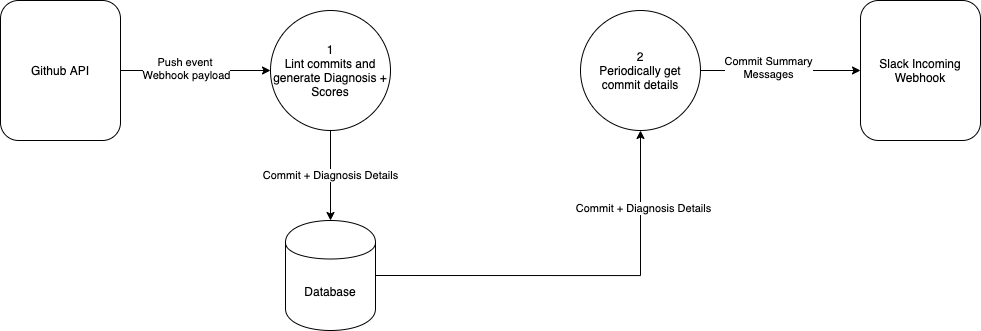 Github API
Push event
Webhook payload
1
Lint commits and
generate Diagnosis +
Scores
2
Periodically get
commit details
Commit Summary
Messages
Slack Incoming
Webhook
Commit + Diagnosis Details
Commit + Diagnosis Details
Database